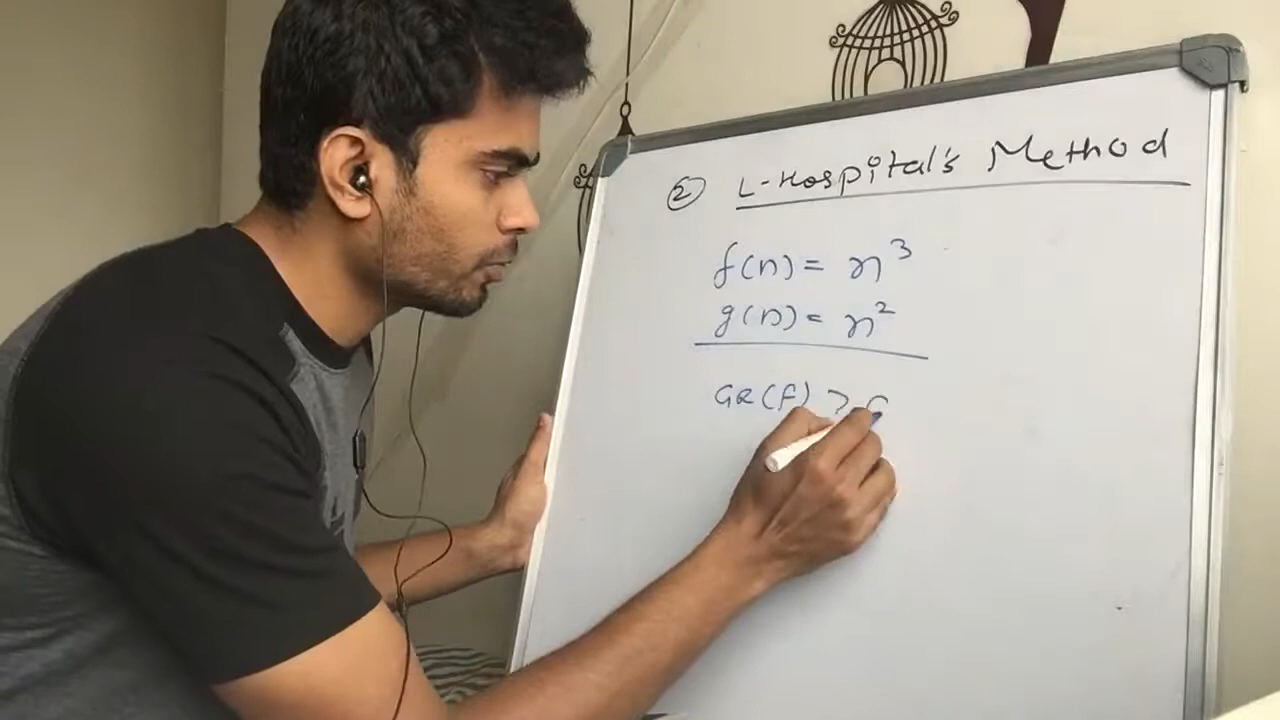 ② L-Hospital's Method
f(n) = n³
g(n) = n²
GR(f) > G